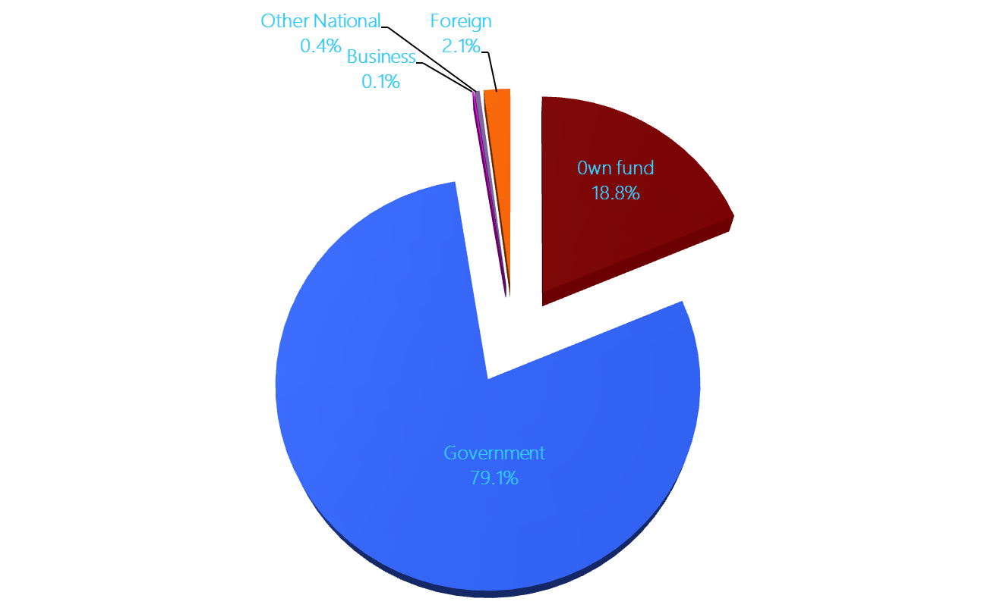 Other National
0.4%
Foreign
2.1%
Business
0.1%
0wn fund
18.8%
Government
79.1%